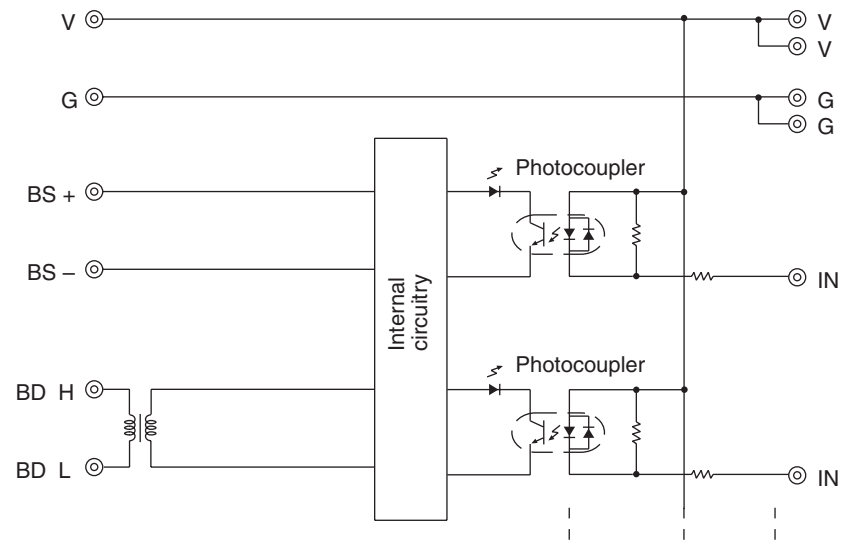 V
V
V
G
G
G
BS +
Photocoupler
BS –
IN
Internal
circuitry
Photocoupler
BD H
BD L
IN